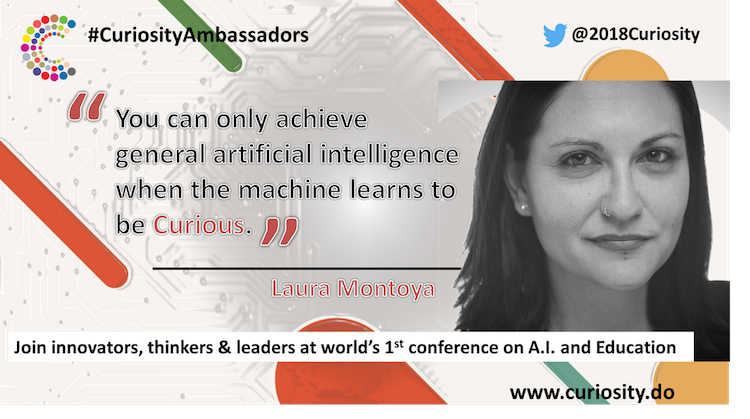 #CuriosityAmbassadors
@2018Curiosity
“ You can only achieve
general artificial intelligence
when the machine learns to
be Curious. ”
Laura Montoya
Join innovators, thinkers & leaders at world’s 1st conference on A.I. and Education
www.curiosity.do